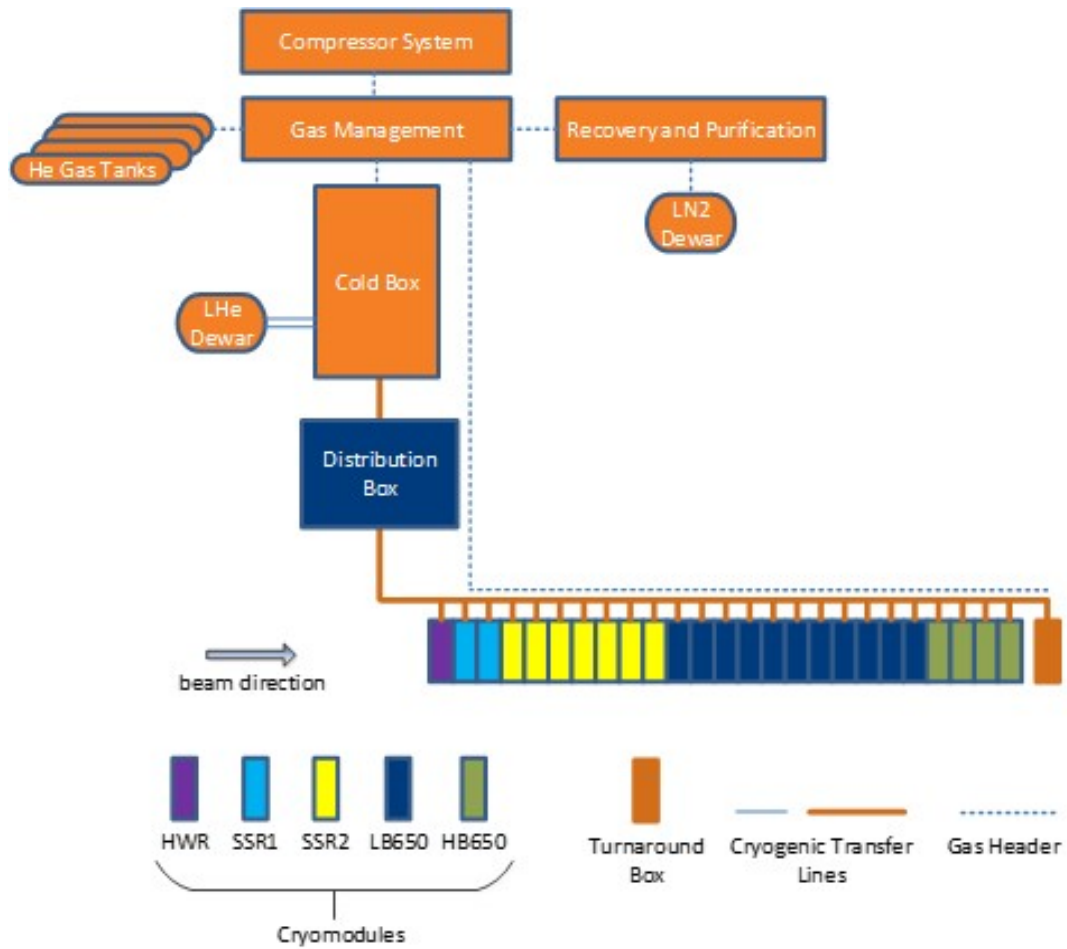 Compressor System
Gas Management
Recovery and Purification
He Gas Tanks
LN2
Dewar
Cold Box
LHe
Dewar
Distribution
Box
beam direction
HWR
SSR1
SSR2
LB650
HB650
Turnaround
Box
Cryogenic Transfer
Lines
Gas Header
Cryomodules